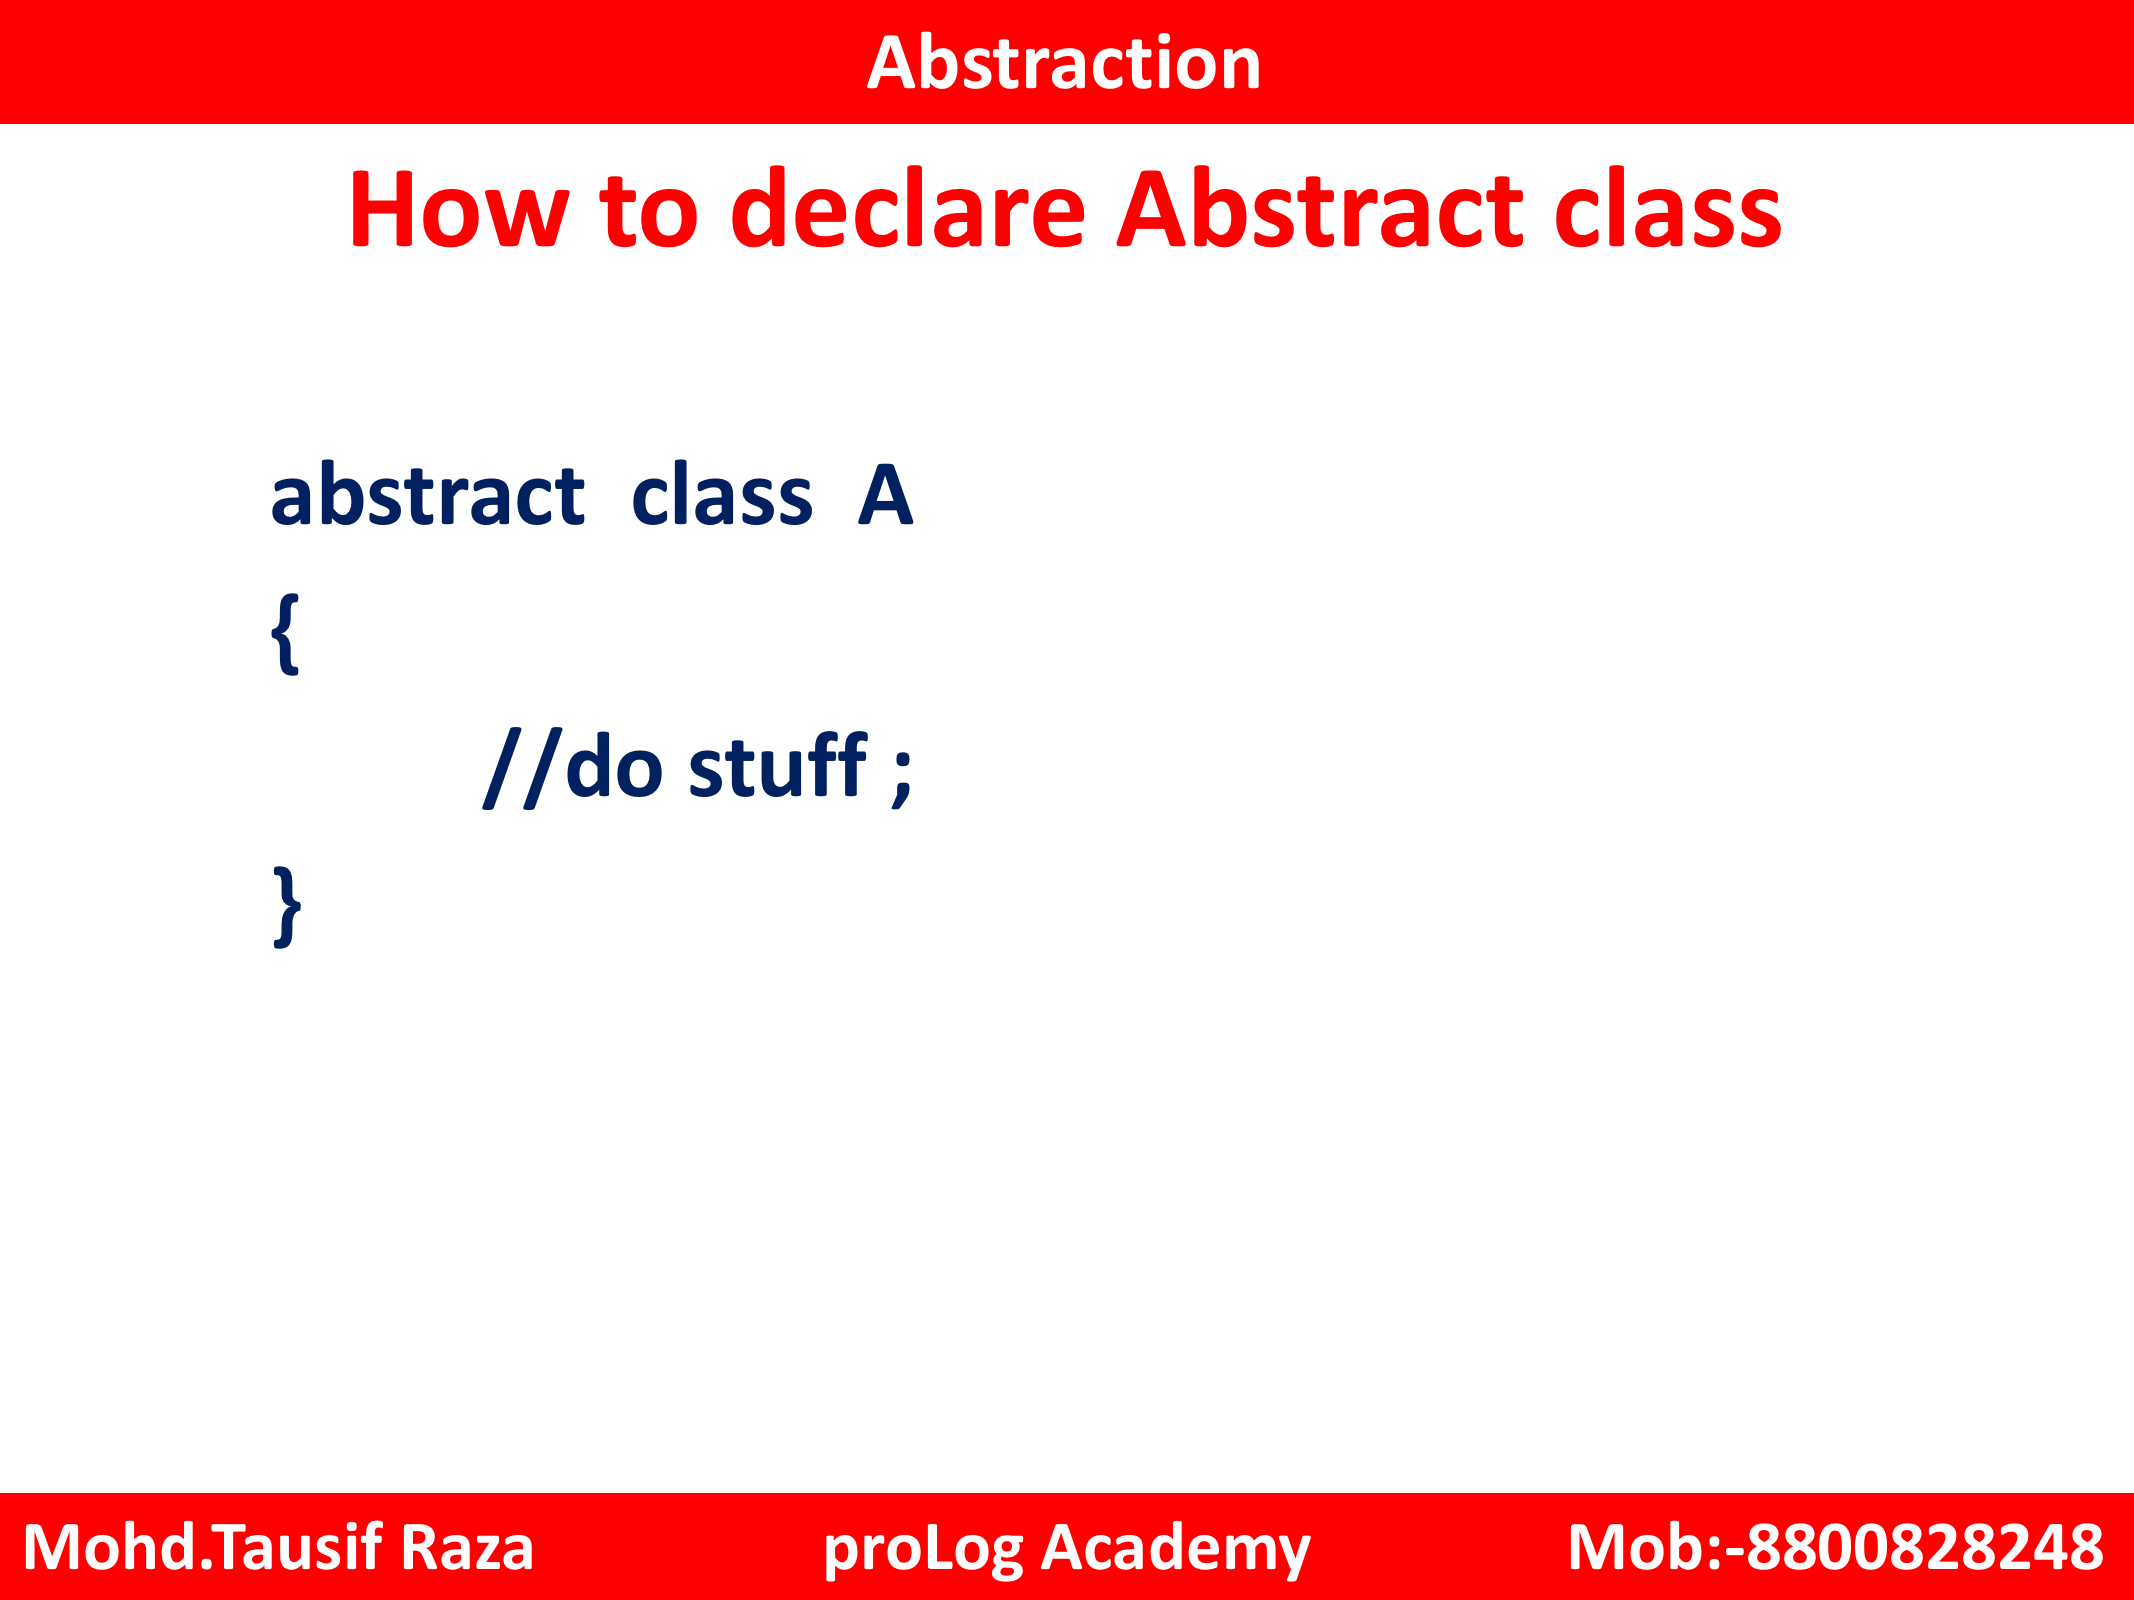 Abstraction
How to declare Abstract class
abstract class A
{
//do stuff ;
}
Mohd.Tausif Raza proLog Academy Mob:-8800828248